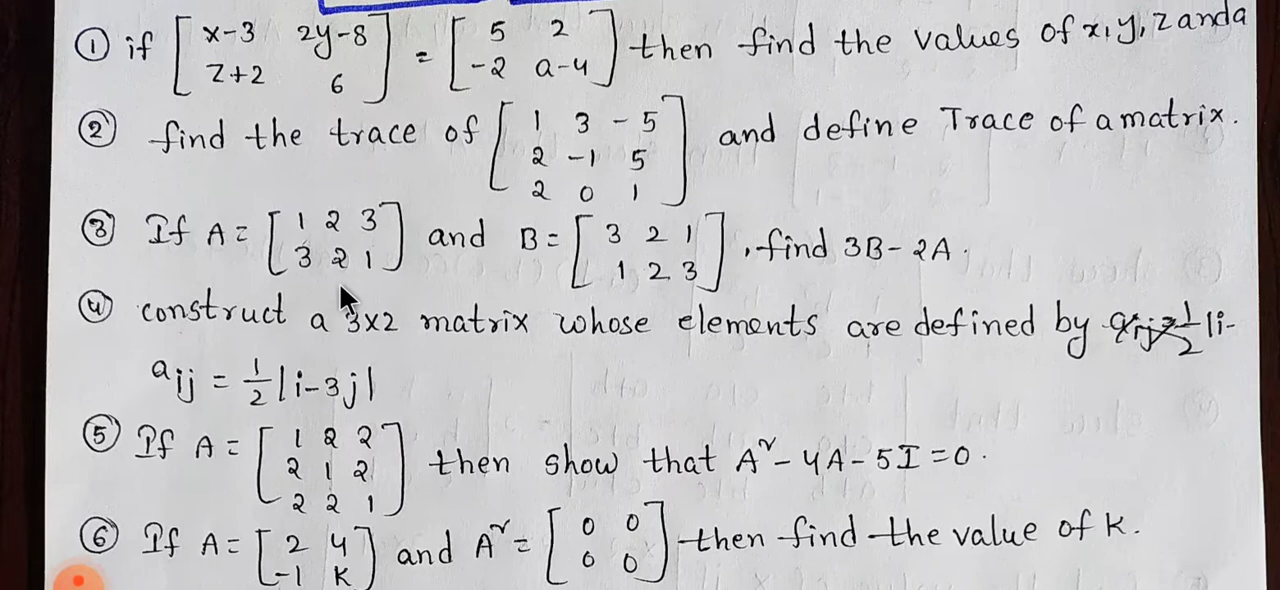 ① if [ x-3 2y-8 ] = [ 5 2 ] then find the values of x, y, z and a
[ z+2 6 ] [ -2 a-4 ]
② find the trace of [ 1 3 -5 ] and define Trace of a matrix.
[ 2 -1 5 ]
[ 2 0 1 ]
③ If A = [ 1 2 3 ] and B = [ 3 2 1 ], find 3B - 2A.
[ 3 2 1 ] [ 1 2 3 ]
④ construct a 3x2 matrix whose elements are defined by aij = 1/2 |i-
aij = 1/2 |i-3j|
⑤ If A = [ 1 2 2 ] then show that A² - 4A - 5I = 0.
[ 2 1 2 ]
[ 2 2 1 ]
⑥ If A = [ 2 4 ] and A² = [ 0 0 ] then find the value of k.
[ -1 k ] [ 0 0 ]